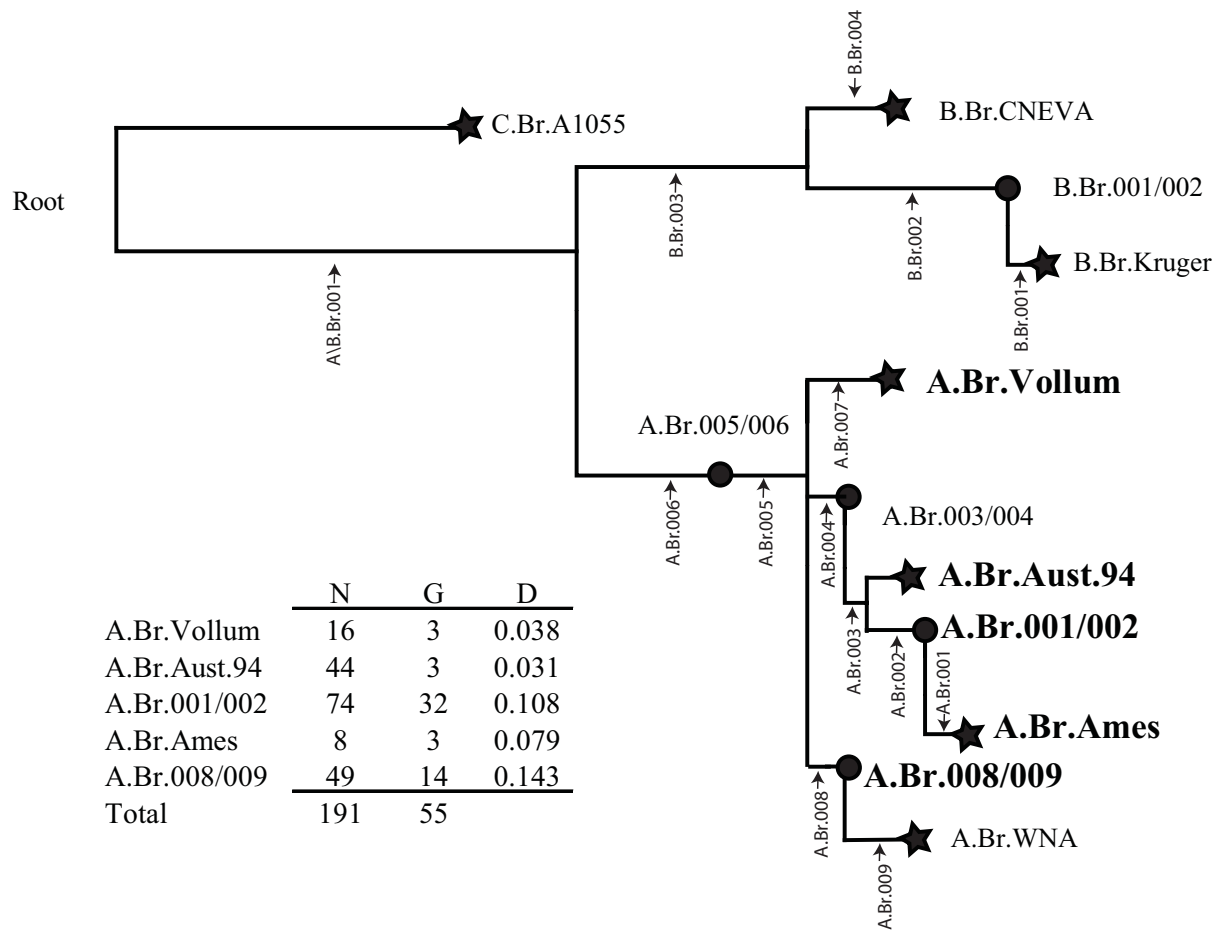 B.Br.004
B.Br.CNEVA
C.Br.A1055
Root
B.Br.003
B.Br.002
B.Br.001/002
B.Br.Kruger
B.Br.001
A\B.Br.001
A.Br.Vollum
A.Br.007
A.Br.005/006
A.Br.006
A.Br.005
A.Br.004
A.Br.003/004
A.Br.Aust.94
A.Br.003
A.Br.002
A.Br.001/002
A.Br.001
A.Br.Ames
A.Br.008/009
A.Br.008
A.Br.WNA
A.Br.009
N G D
A.Br.Vollum 16 3 0.038
A.Br.Aust.94 44 3 0.031
A.Br.001/002 74 32 0.108
A.Br.Ames 8 3 0.079
A.Br.008/009 49 14 0.143
Total 191 55